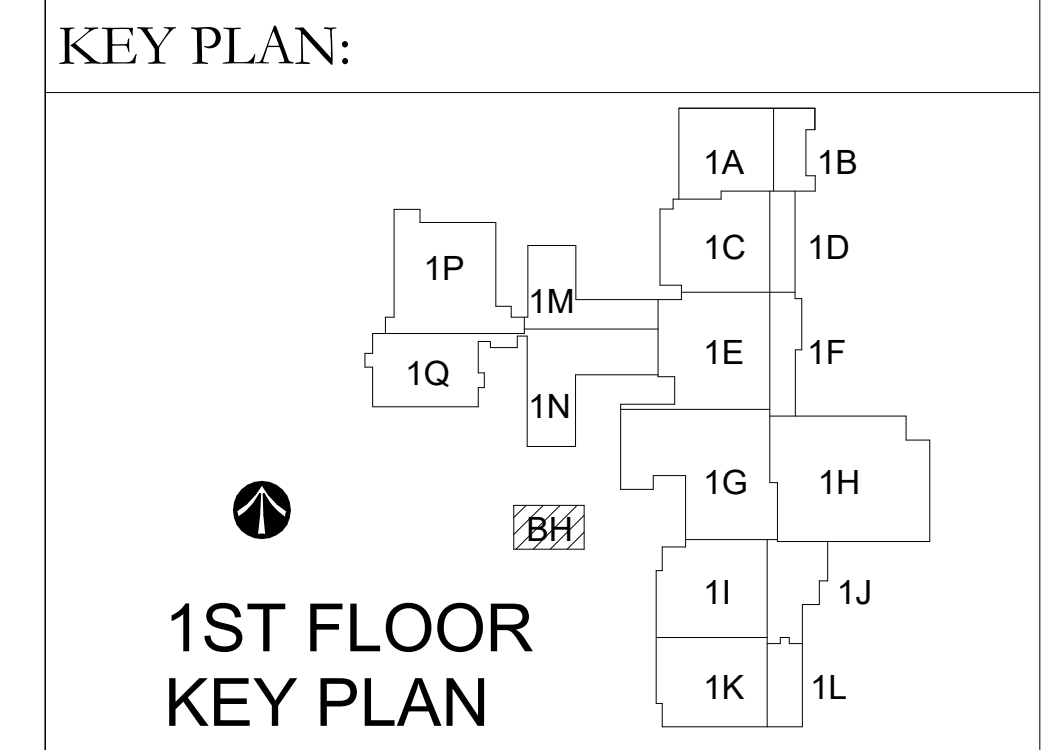 KEY PLAN:
1A
1B
1C
1D
1P
1M
1E
1F
1Q
1N
1G
1H
BH
1I
1J
1ST FLOOR
KEY PLAN
1K
1L